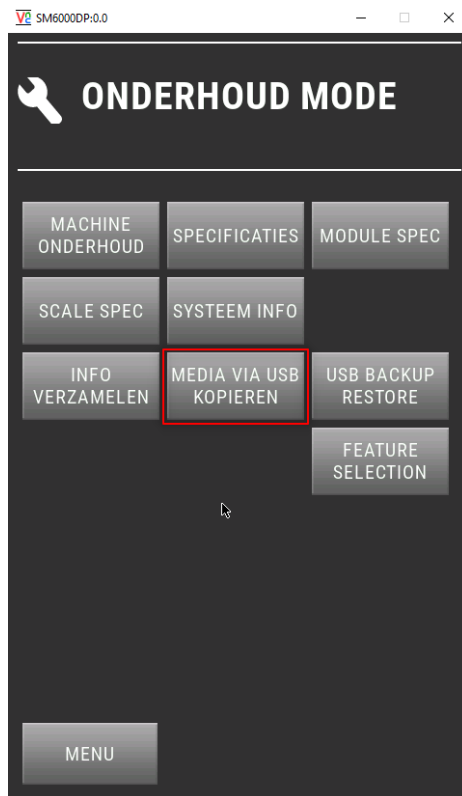 V2 SM6000DP:0.0
ONDERHOUD MODE
MACHINE
ONDERHOUD
SPECIFICATIES
MODULE SPEC
SCALE SPEC
SYSTEEM INFO
INFO
VERZAMELEN
MEDIA VIA USB
KOPIEREN
USB BACKUP
RESTORE
FEATURE
SELECTION
MENU